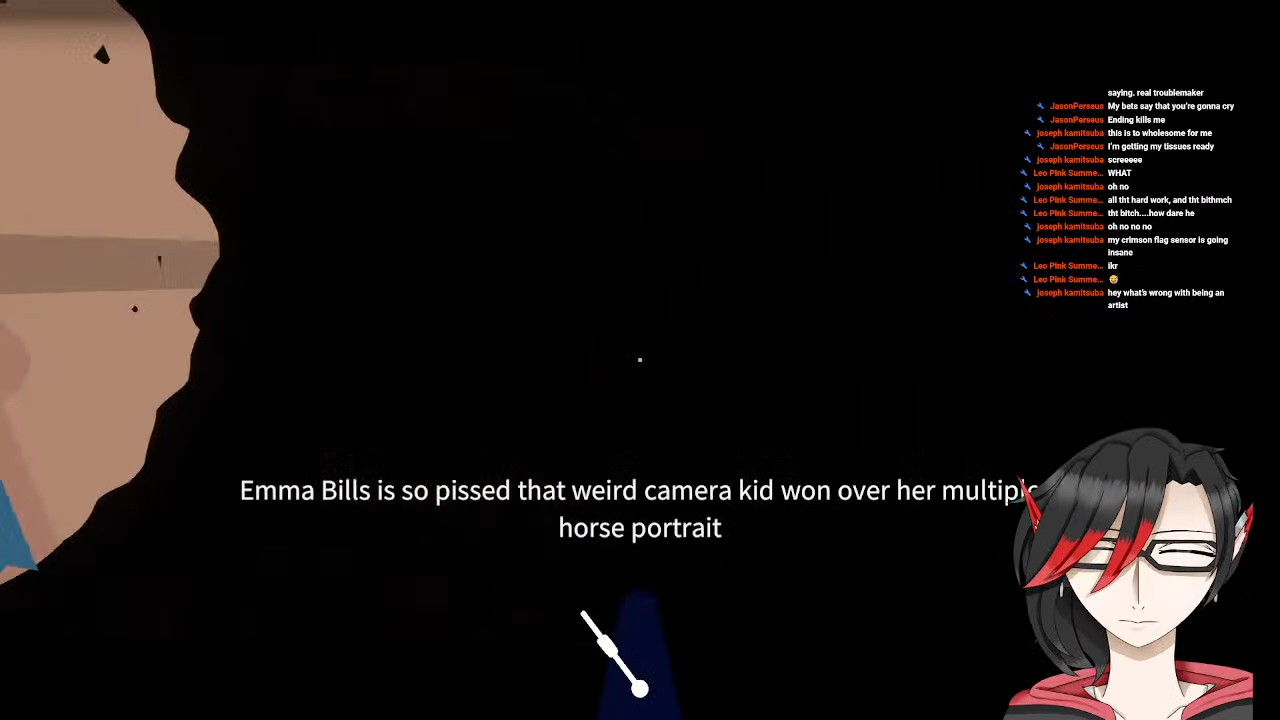 saying. real troublemaker
JasonPerseus My bets say that you're gonna cry
JasonPerseus Ending kills me
joseph kamitsuba this is to wholesome for me
JasonPerseus I'm getting my tissues ready
joseph kamitsuba screeeee
Leo Pink Summe... WHAT
joseph kamitsuba oh no
Leo Pink Summe... all tht hard work, and tht bithmch
Leo Pink Summe... tht bitch....how dare he
joseph kamitsuba oh no no no
joseph kamitsuba my crimson flag sensor is going
insane
Leo Pink Summe... ikr
Leo Pink Summe... 😅
joseph kamitsuba hey what's wrong with being an
artist
Emma Bills is so pissed that weird camera kid won over her multiple
horse portrait